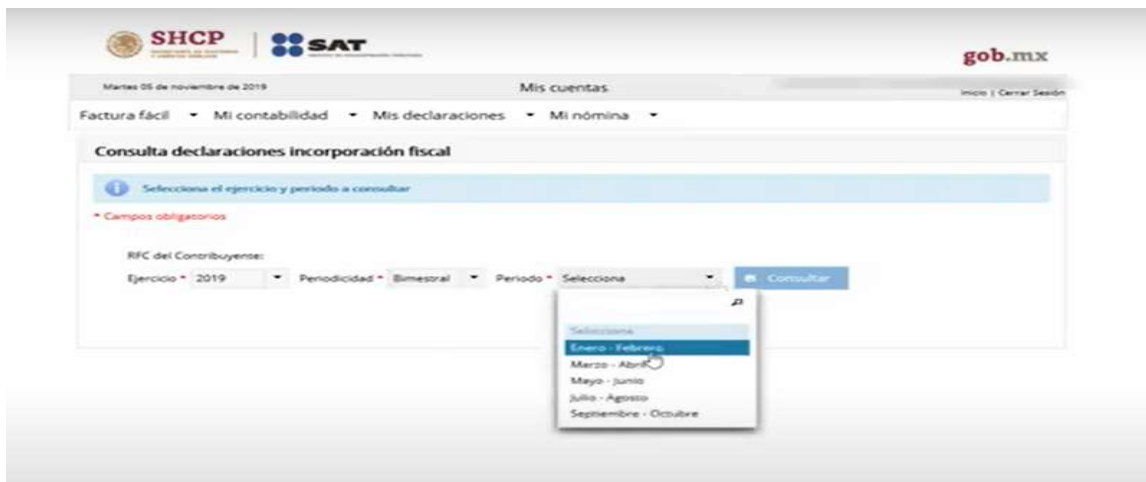 SHCP
SAT
gob.mx
Martes 05 de noviembre de 2019
Mis cuentas
Inicio | Cerrar Sesión
Factura fácil Mi contabilidad Mis declaraciones Mi nómina
Consulta declaraciones incorporación fiscal
Selecciona el ejercicio y periodo a consultar
* Campos obligatorios
RFC del Contribuyente:
Ejercicio * 2019 Periodicidad * Bimestral Periodo * Selecciona Consultar
Selecciona
Enero - Febrero
Marzo - Abril
Mayo - Junio
Julio - Agosto
Septiembre - Octubre